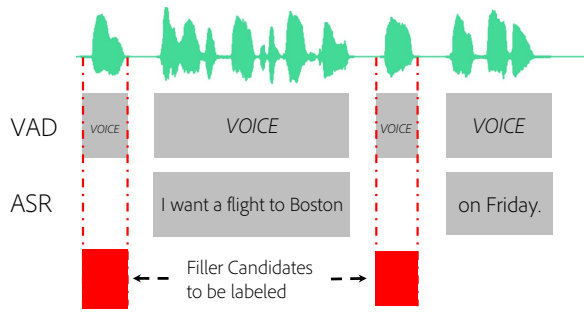 VAD
VOICE
VOICE
VOICE
VOICE
ASR
I want a flight to Boston
on Friday.
Filler Candidates
to be labeled